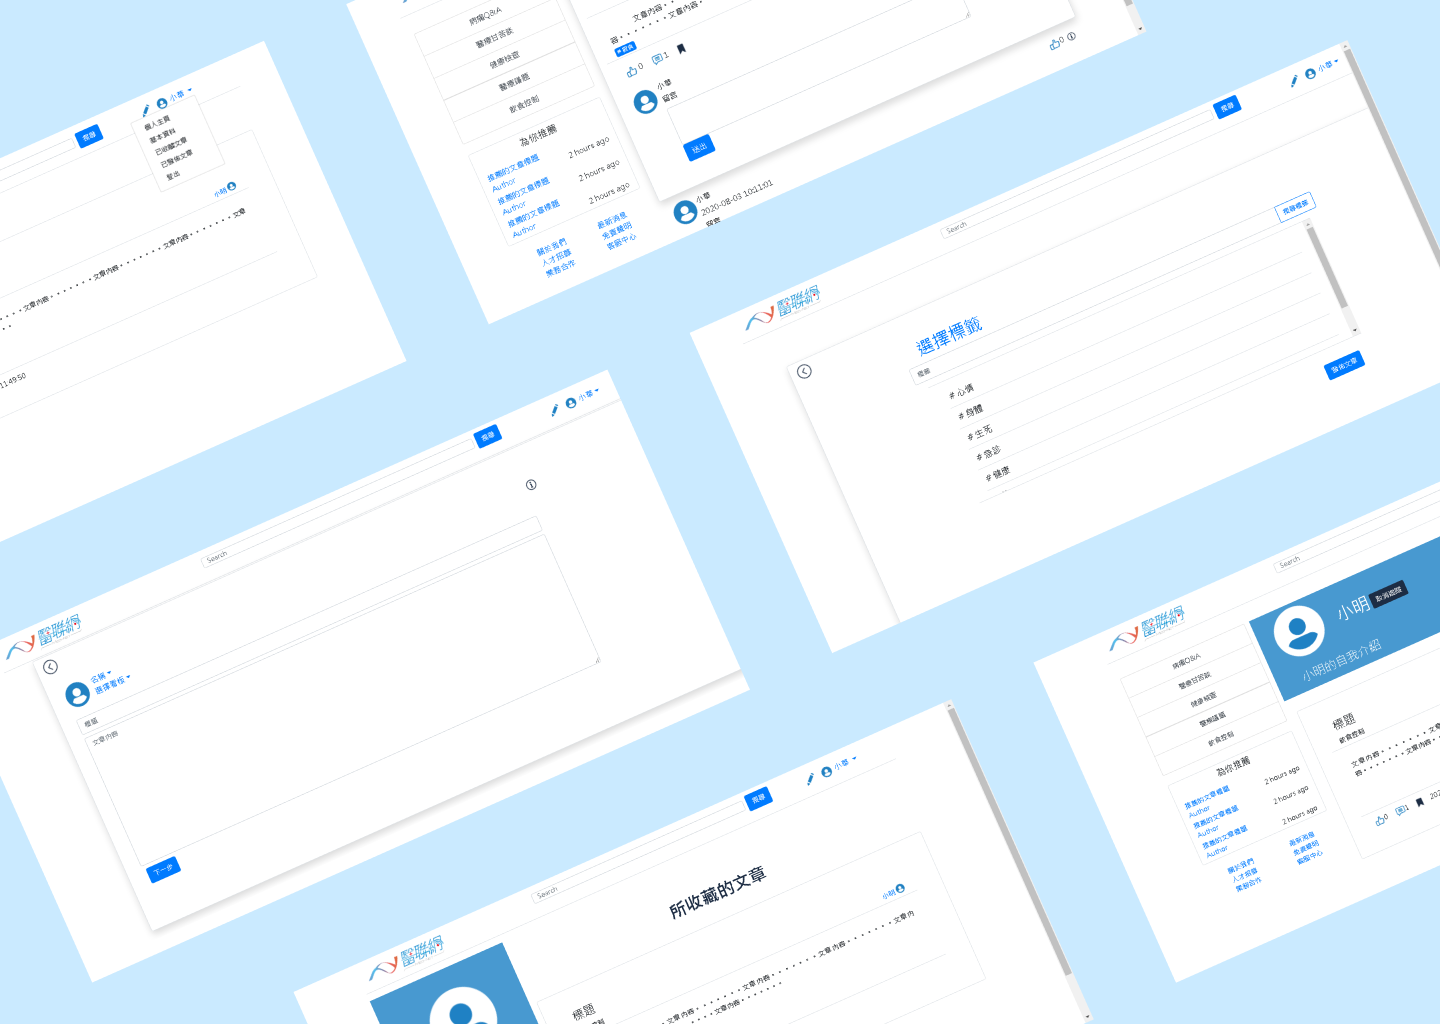 搜尋
小華
個人主頁
基本資料
已收藏文章
已發佈文章
登出
小明
・・・・・文章內容・・・・・・・文章內容・・・・・・・文章內容・・・・・・・文章
11:49:50
病痛Q&A
醫療甘苦談
健康檢查
醫療議題
飲食控制
為你推薦
推薦的文章標題
2 hours ago
Author
推薦的文章標題
2 hours ago
Author
推薦的文章標題
2 hours ago
Author
關於我們
最新消息
人才招募
免責聲明
業務合作
客服中心
文章內容・・
容・・・・・・・文章內容・
0
1
小華
留言
送出
0
小華
2020-08-03 10:11:01
留言
醫聯網
Search
搜尋
小華
選擇標籤
標籤
搜尋標籤
# 心情
# 身體
# 生死
# 急診
# 健康
發佈文章
醫聯網
Search
搜尋
小華
名稱
選擇看板
標題
文章內容
下一步
醫聯網
Search
搜尋
小華
所收藏的文章
小明
標題
文章內容・・・・・・・文章內容・・・・・・・文章內容・・・・・・・文章內
・・・・文章內容・・・・・・・
醫聯網
Search
病痛Q&A
醫療甘苦談
健康檢查
醫療議題
飲食控制
為你推薦
推薦的文章標題
2 hours ago
Author
推薦的文章標題
2 hours ago
Author
推薦的文章標題
2 hours ago
Author
關於我們
最新消息
人才招募
免責聲明
業務合作
客服中心
小明
取消追蹤
小明的自我介紹
標題
飲食控制
文章內容・・・・・・・文章
容・・・・・・・文章內容・・
0
1
202